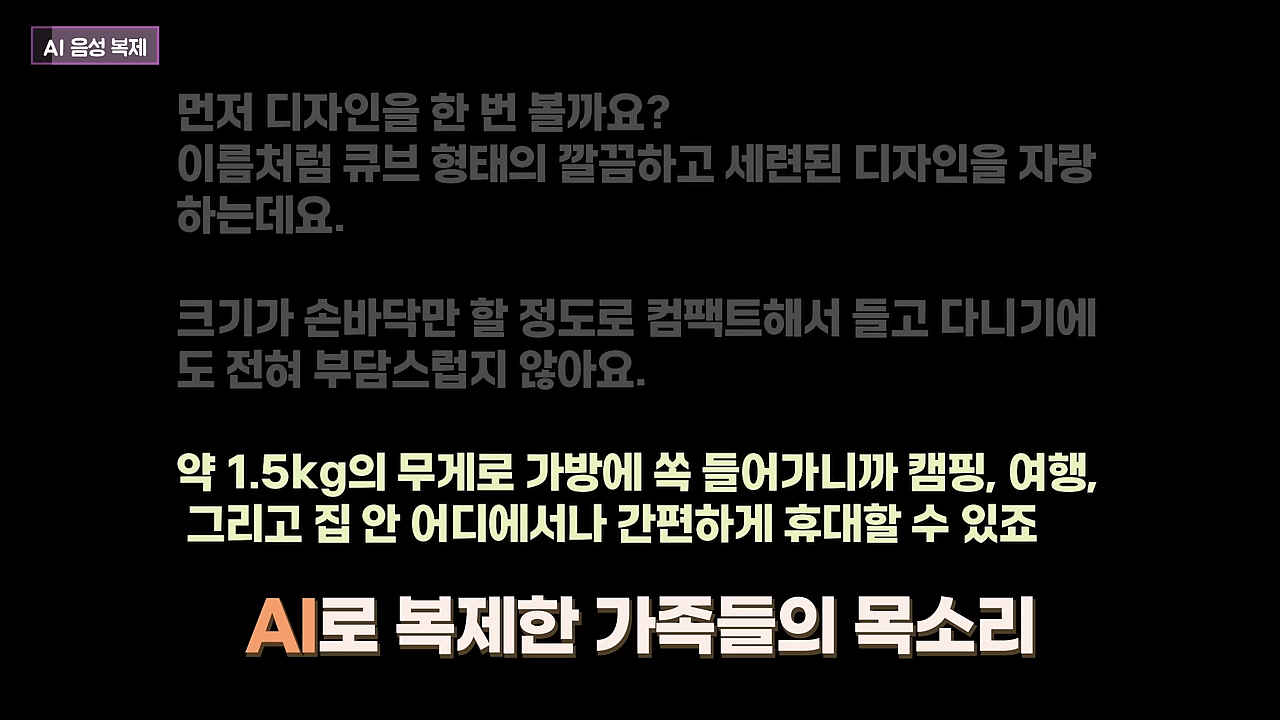 AI 음성 복제
먼저 디자인을 한 번 볼까요?
이름처럼 큐브 형태의 깔끔하고 세련된 디자인을 자랑
하는데요.
크기가 손바닥만 할 정도로 컴팩트해서 들고 다니기에
도 전혀 부담스럽지 않아요.
약 1.5kg의 무게로 가방에 쏙 들어가니까 캠핑, 여행,
그리고 집 안 어디에서나 간편하게 휴대할 수 있죠
AI로 복제한 가족들의 목소리